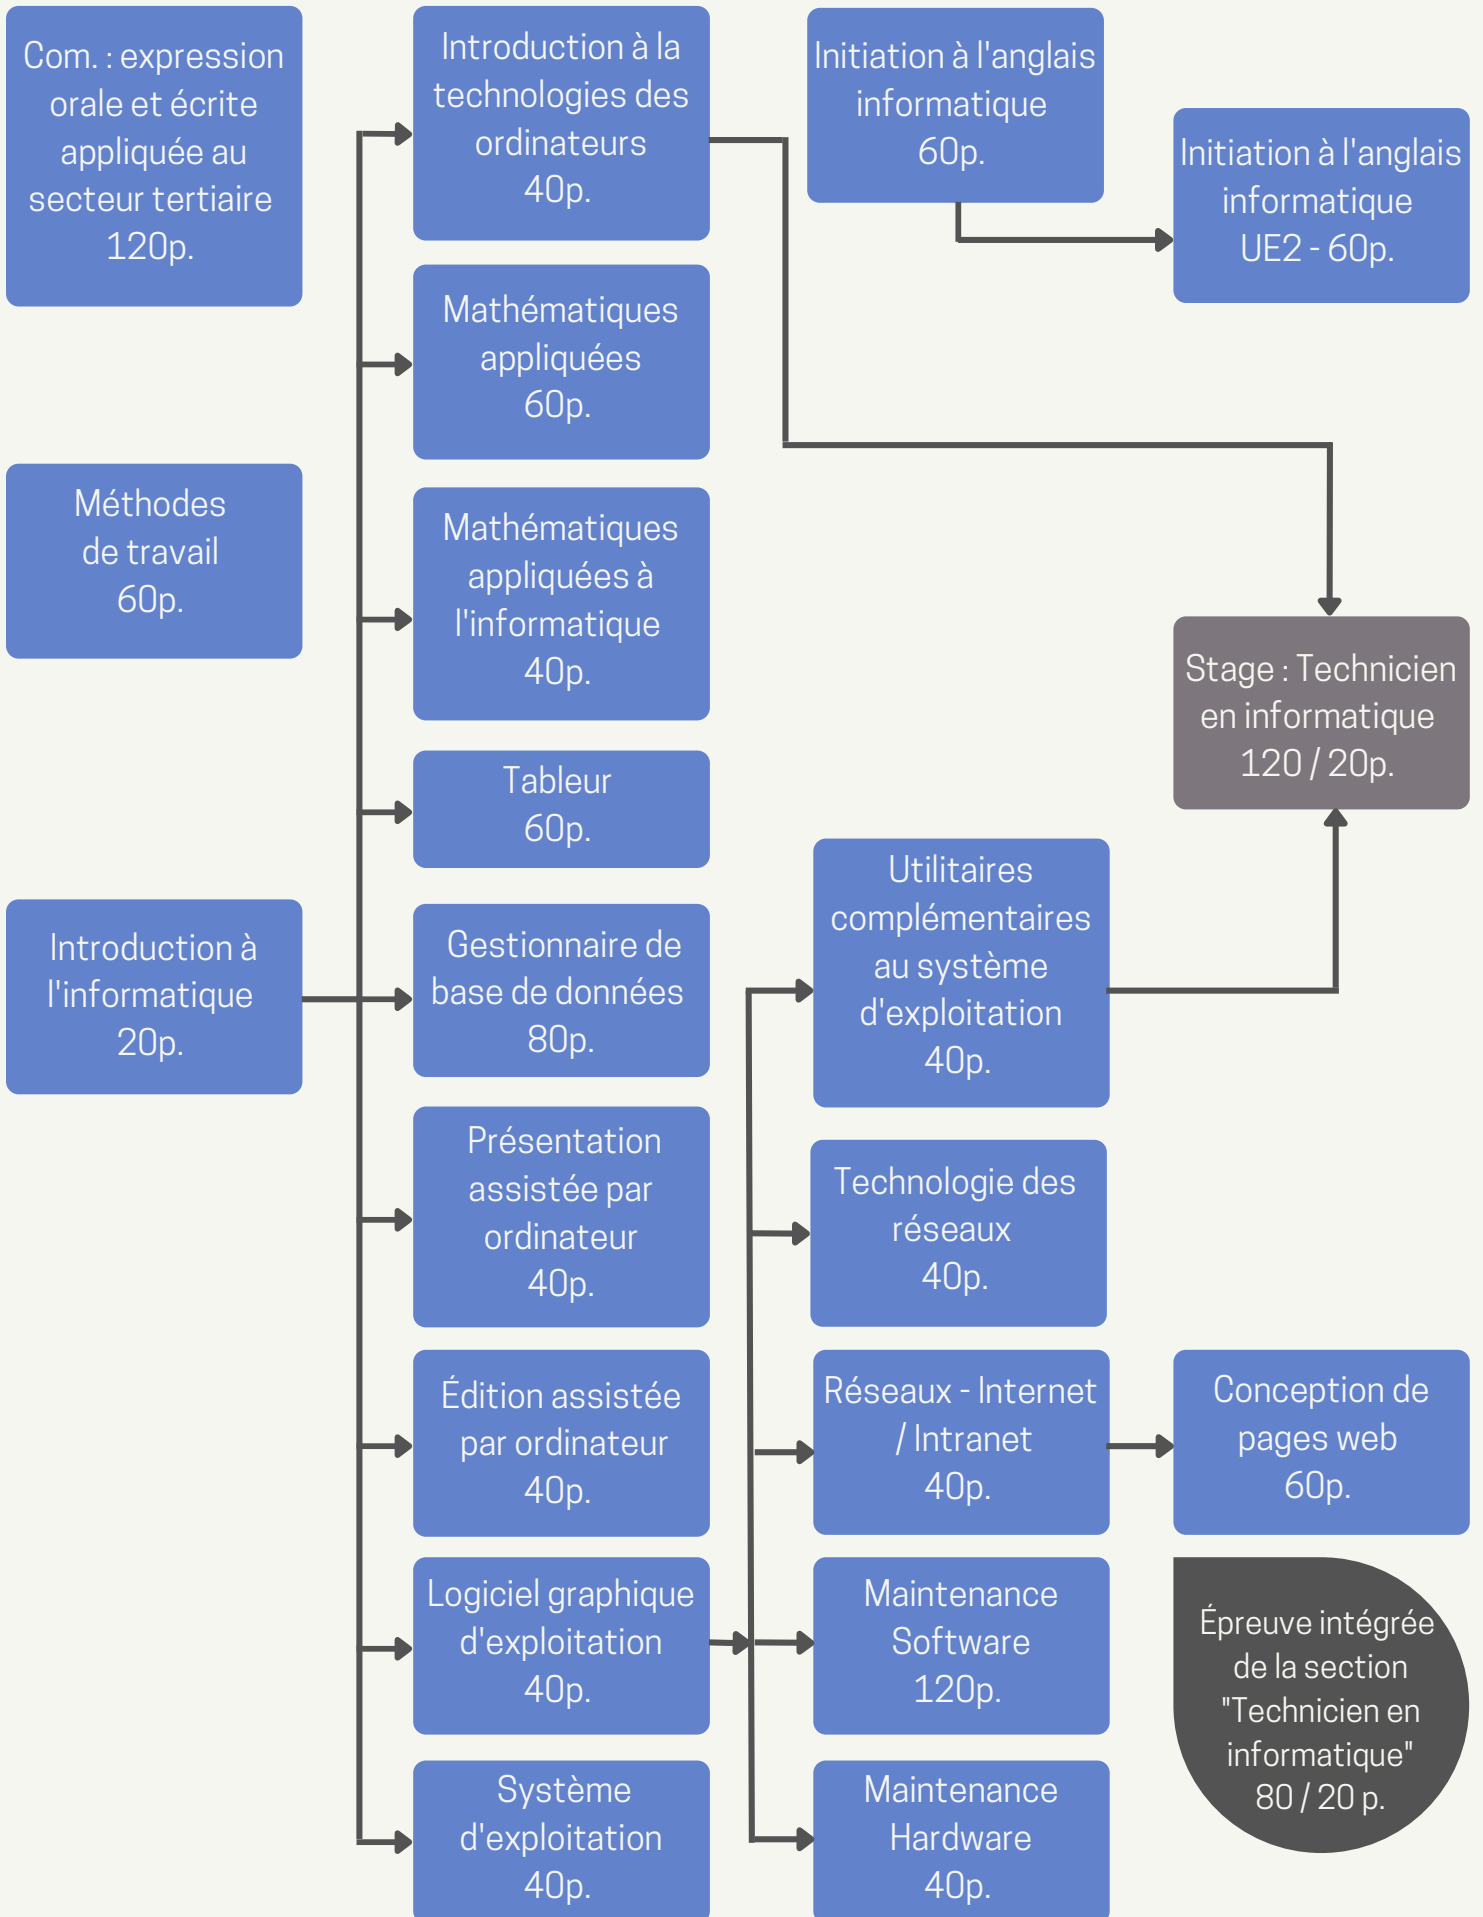 Com. : expression
orale et écrite
appliquée au
secteur tertiaire
120p.
Méthodes
de travail
60p.
Introduction à
l'informatique
20p.
Introduction à la
technologies des
ordinateurs
40p.
Mathématiques
appliquées
60p.
Mathématiques
appliquées à
l'informatique
40p.
Tableur
60p.
Gestionnaire de
base de données
80p.
Présentation
assistée par
ordinateur
40p.
Édition assistée
par ordinateur
40p.
Logiciel graphique
d'exploitation
40p.
Système
d'exploitation
40p.
Initiation à l'anglais
informatique
60p.
Utilitaires
complémentaires
au système
d'exploitation
40p.
Technologie des
réseaux
40p.
Réseaux - Internet
/ Intranet
40p.
Maintenance
Software
120p.
Maintenance
Hardware
40p.
Initiation à l'anglais
informatique
UE2 - 60p.
Stage : Technicien
en informatique
120 / 20p.
Conception de
pages web
60p.
Épreuve intégrée
de la section
"Technicien en
informatique"
80 / 20 p.